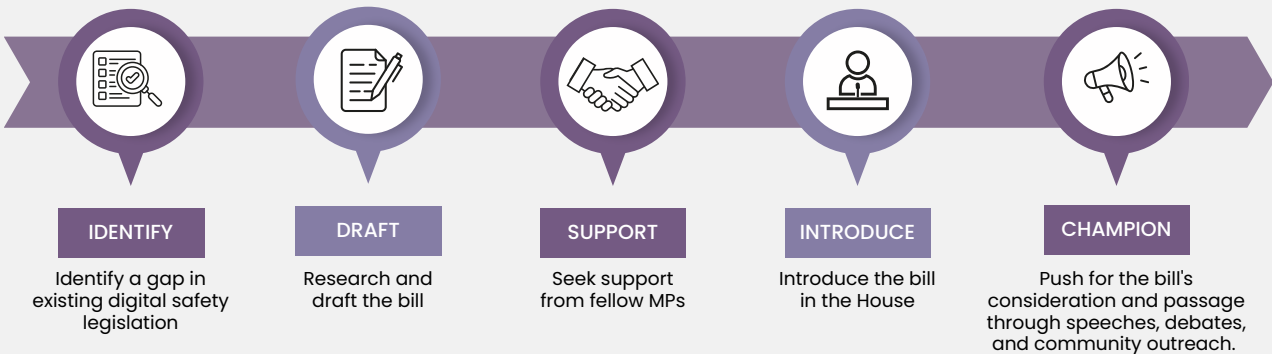 IDENTIFY
Identify a gap in
existing digital safety
legislation
DRAFT
Research and
draft the bill
SUPPORT
Seek support
from fellow MPs
INTRODUCE
Introduce the bill
in the House
CHAMPION
Push for the bill's
consideration and passage
through speeches, debates,
and community outreach.